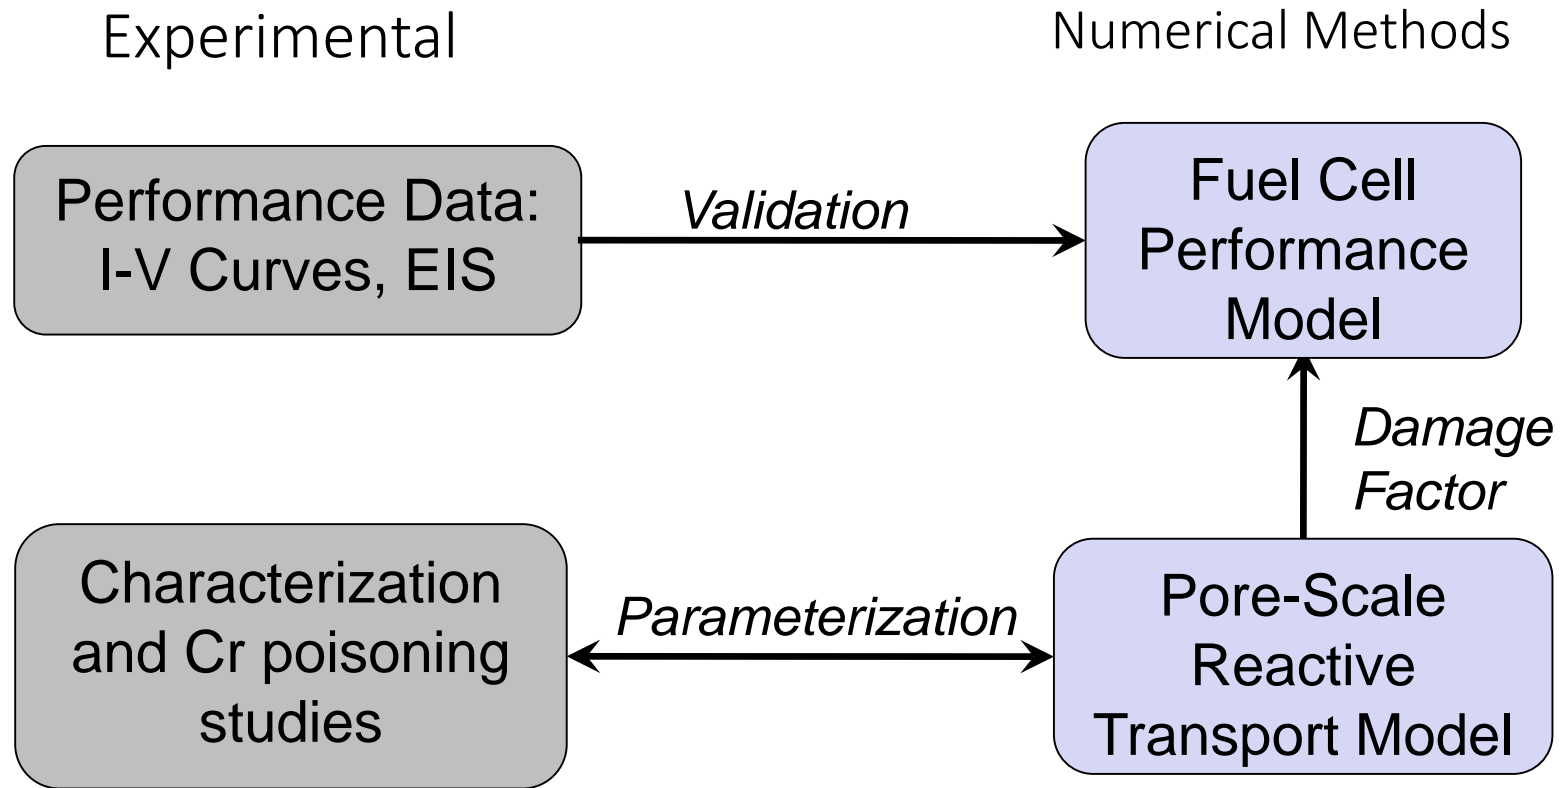 Experimental
Numerical Methods
Performance Data:
I-V Curves, EIS
Validation
Fuel Cell
Performance
Model
Damage
Factor
Characterization
and Cr poisoning
studies
Parameterization
Pore-Scale
Reactive
Transport Model